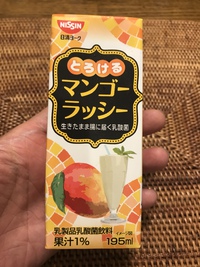 NISSIN
日清ヨーク
とろける
マンゴー
ラッシー
生きたまま腸に届く乳酸菌
乳製品乳酸菌飲料
果汁1%
195ml